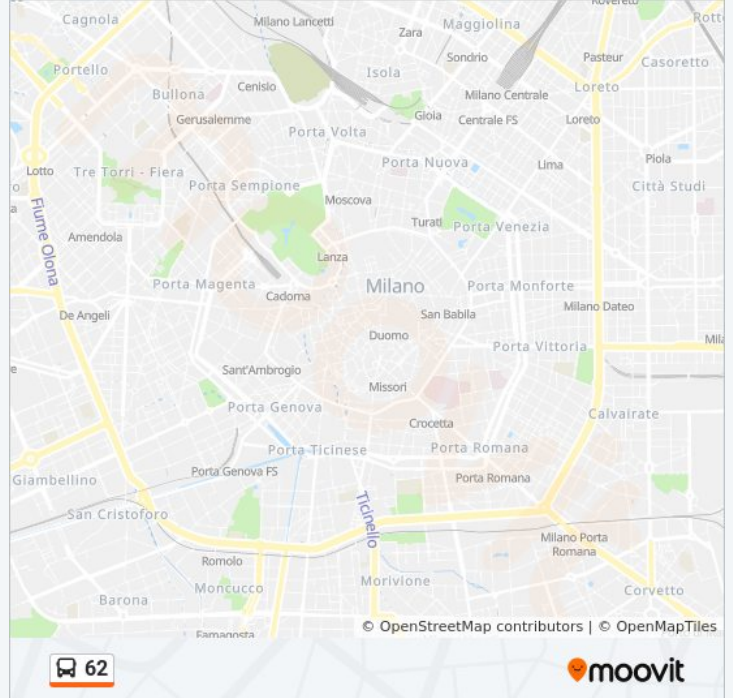 Rovereto
Cagnola
Milano Lancetti
Maggiolina
Rott
Zara
Portello
Sondrio
Pasteur
Casoretto
Isola
Bullona
Cenisio
Milano Centrale
Loreto
Gerusalemme
Gioia
Centrale FS
Loreto
Porta Volta
Lotto
Tre Torri - Fiera
Porta Nuova
Lima
Piola
o
Porta Sempione
Città Studi
Moscova
a
Turati
Porta Venezia
Fiume Olona
Amendola
Lanza
Porta Magenta
Cadorna
Milano
Porta Monforte
De Angeli
San Babila
Milano Dateo
Duomo
Porta Vittoria
Mila
e
Sant'Ambrogio
Missori
Porta Genova
Crocetta
Calvairate
Porta Ticinese
Porta Romana
Giambellino
Porta Genova FS
Porta Romana
San Cristoforo
Ticinello
Milano Porta
Romana
Romolo
Morivione
Moncucco
Corvetto
Barona
Famagosta
© OpenStreetMap contributors | © OpenMapTiles
62
moovit